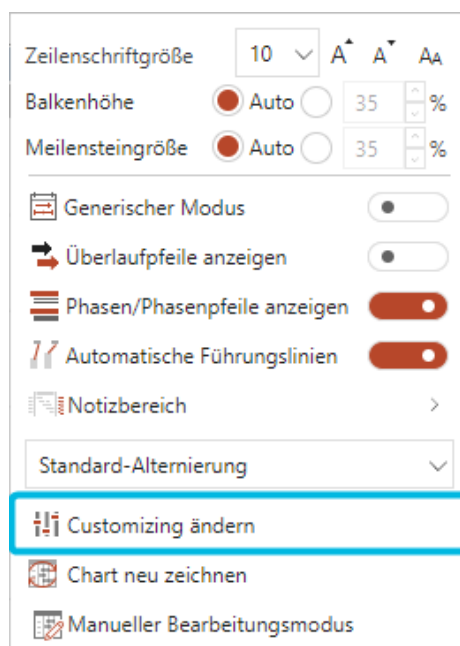 Zeilenschriftgröße 10 A A AA
Balkenhöhe Auto 35 %
Meilensteingröße Auto 35 %
Generischer Modus
Überlaufpfeile anzeigen
Phasen/Phasenpfeile anzeigen
Automatische Führungslinien
Notizbereich
Standard-Alternierung
Customizing ändern
Chart neu zeichnen
Manueller Bearbeitungsmodus